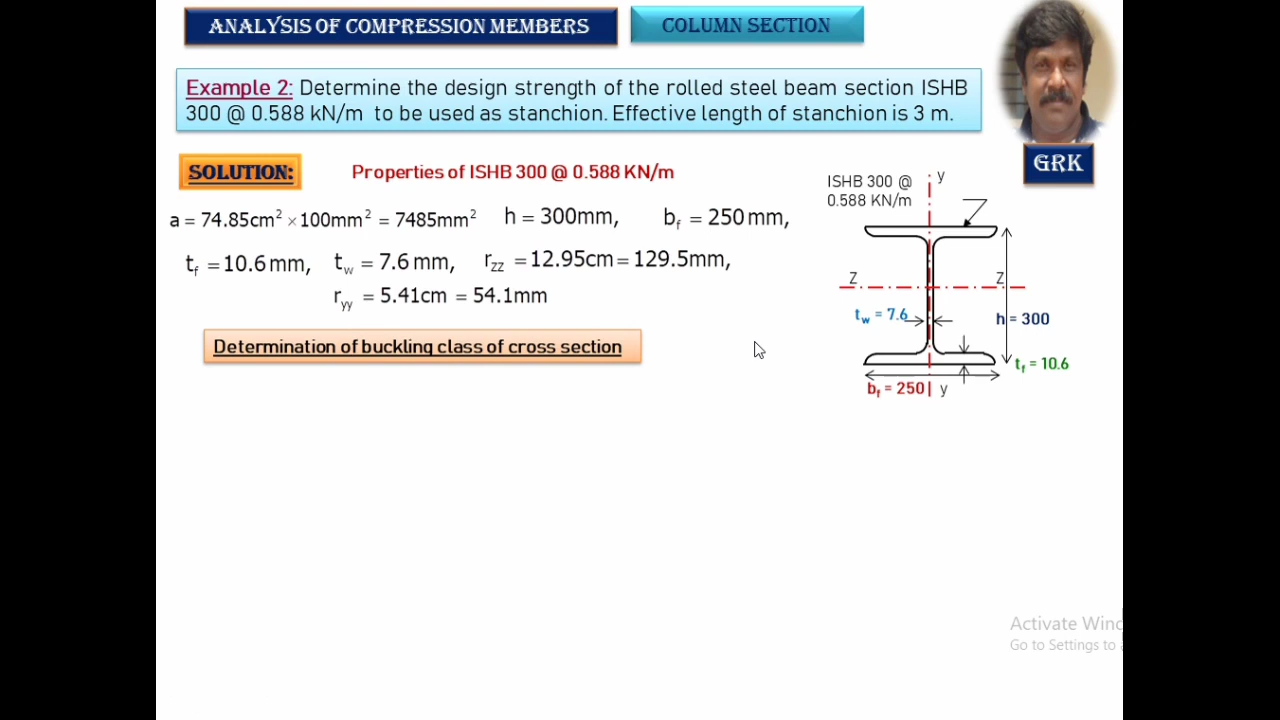 ANALYSIS OF COMPRESSION MEMBERS
COLUMN SECTION
Example 2: Determine the design strength of the rolled steel beam section ISHB
300 @ 0.588 kN/m to be used as stanchion. Effective length of stanchion is 3 m.
GRK
SOLUTION:
Properties of ISHB 300 @ 0.588 KN/m
a = 74.85cm² ×100mm² = 7485mm²
h = 300mm,
b_f = 250 mm,
t_f = 10.6 mm,
t_w = 7.6 mm,
r_zz = 12.95cm = 129.5mm,
r_yy = 5.41cm = 54.1mm
Determination of buckling class of cross section
ISHB 300 @
0.588 KN/m
y
Z
Z
t_w = 7.6
h = 300
t_f = 10.6
b_f = 250
y
Activate Winc
Go to Settings to